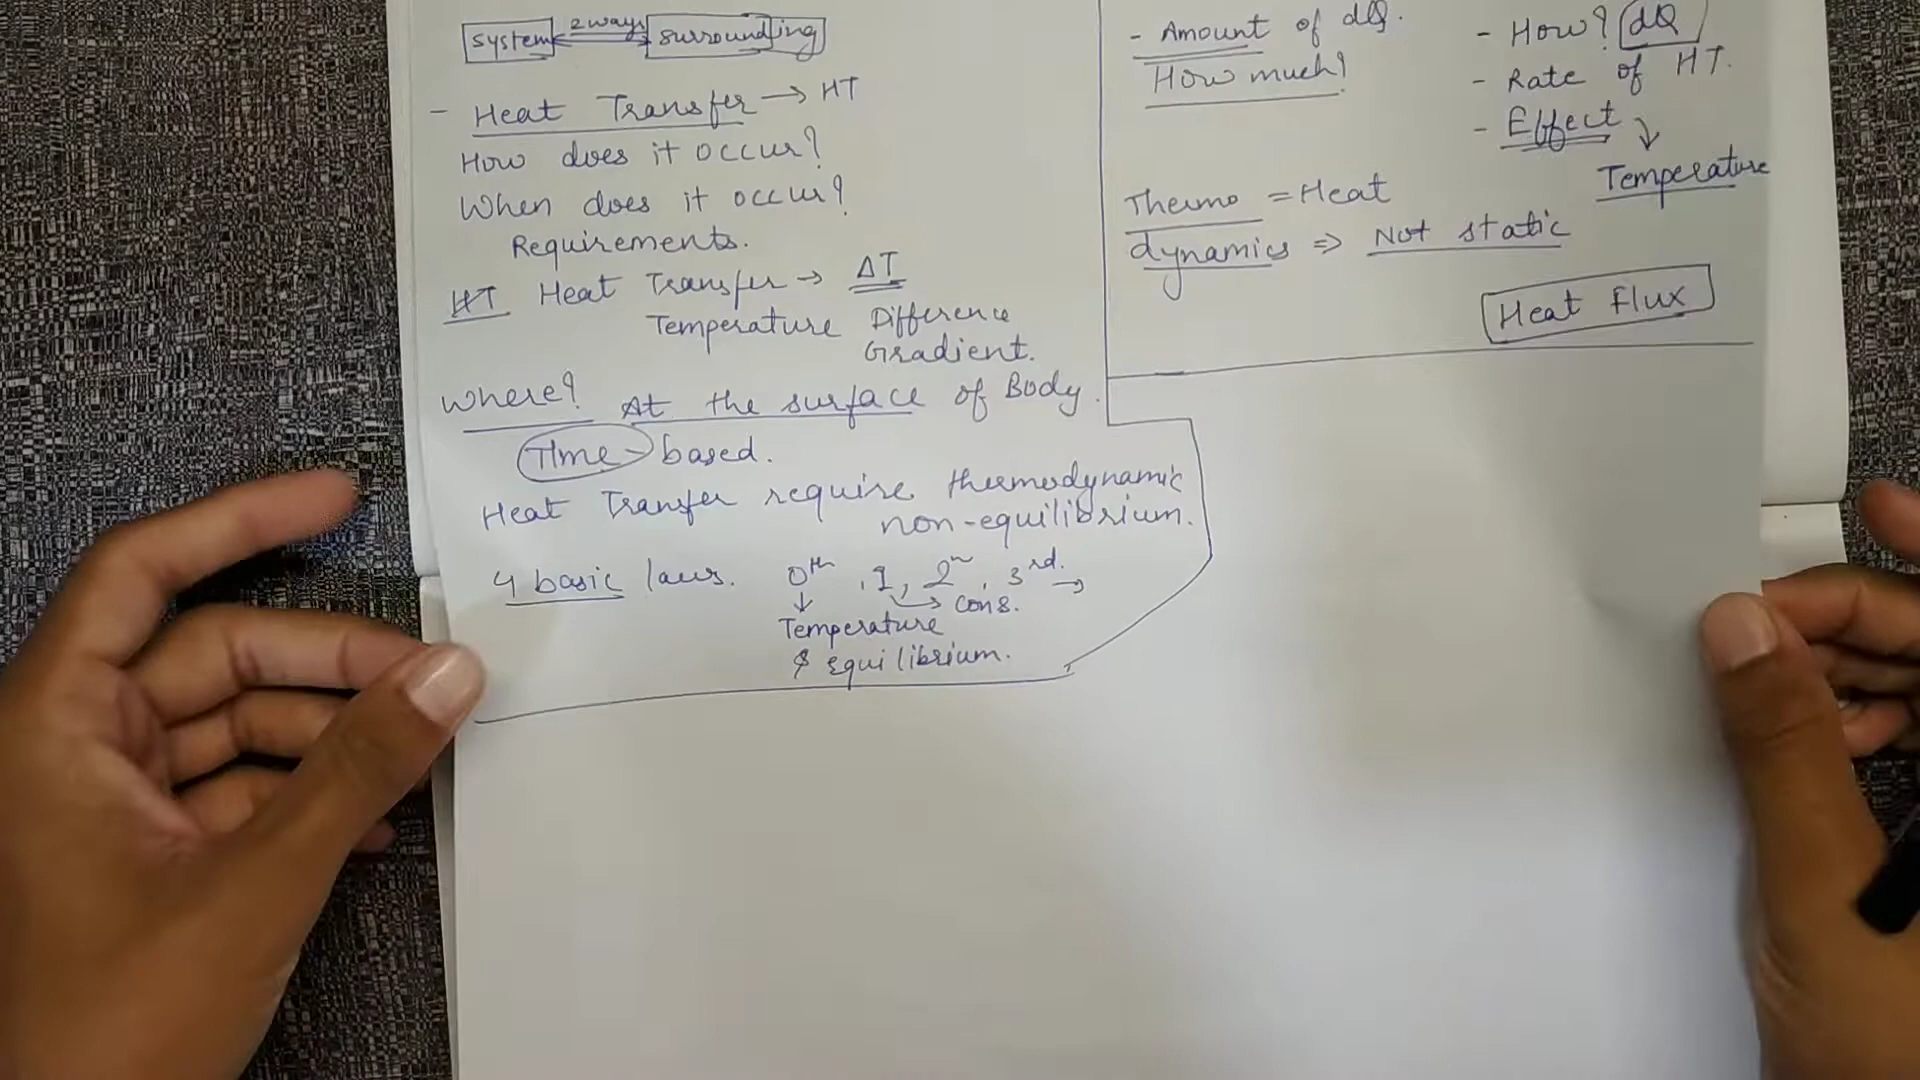 system 2 ways surrounding
- Heat Transfer → HT
How does it occur?
When does it occur?
Requirements.
HT Heat Transfer → ΔT
Temperature Difference
Gradient.
Where? At the surface of Body.
Time-based.
Heat Transfer require thermodynamic
non-equilibrium.
4 basic laws. 0th, 1, 2n, 3rd. →
↓ → cons.
Temperature
& equilibrium.
- Amount of dQ.
How much?
- How? dQ
- Rate of HT.
- Effect ↓
Temperature
Thermo = Heat
dynamics ⇒ Not static
Heat Flux